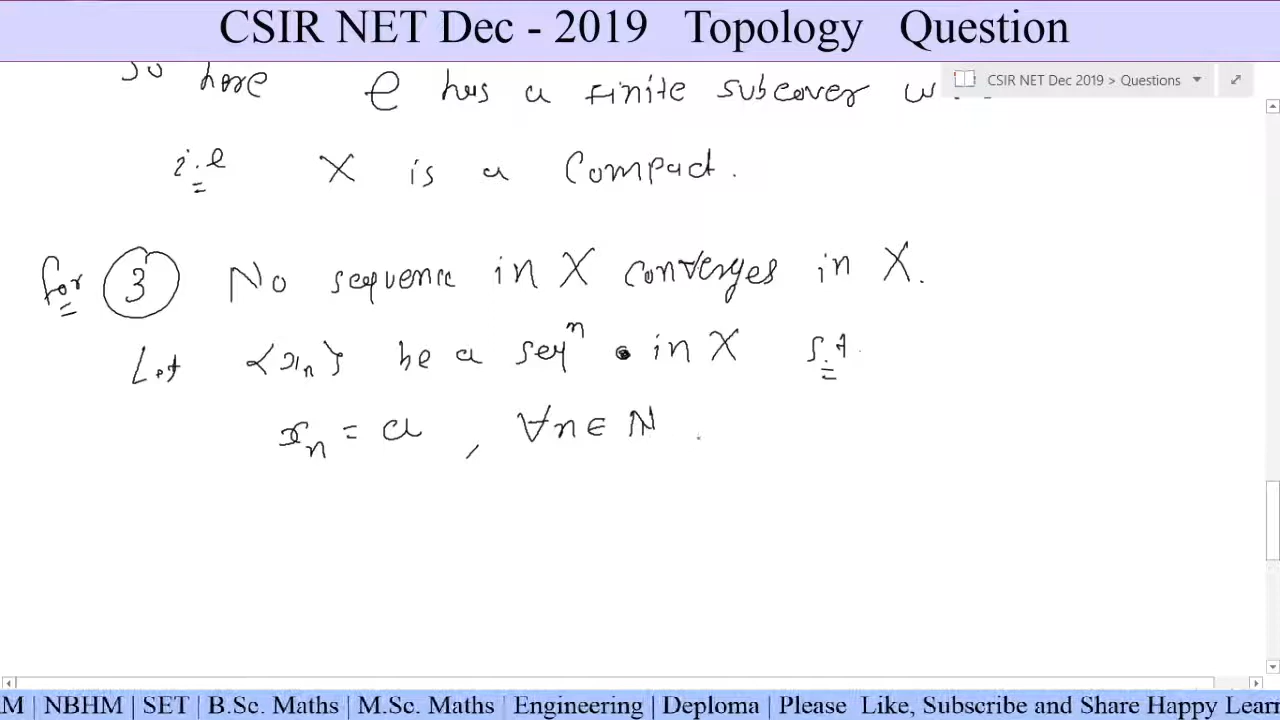 CSIR NET Dec - 2019 Topology Question
CSIR NET Dec 2019 > Questions
So here C has a finite subcover
i.e X is a Compact.
for 3 No sequence in X converges in X.
Let <xn> be a seqn in X s.t.
xn = a , ∀n∈ N
M | NBHM | SET | B.Sc. Maths | M.Sc. Maths | Engineering | Deploma | Please Like, Subscribe and Share Happy Learn